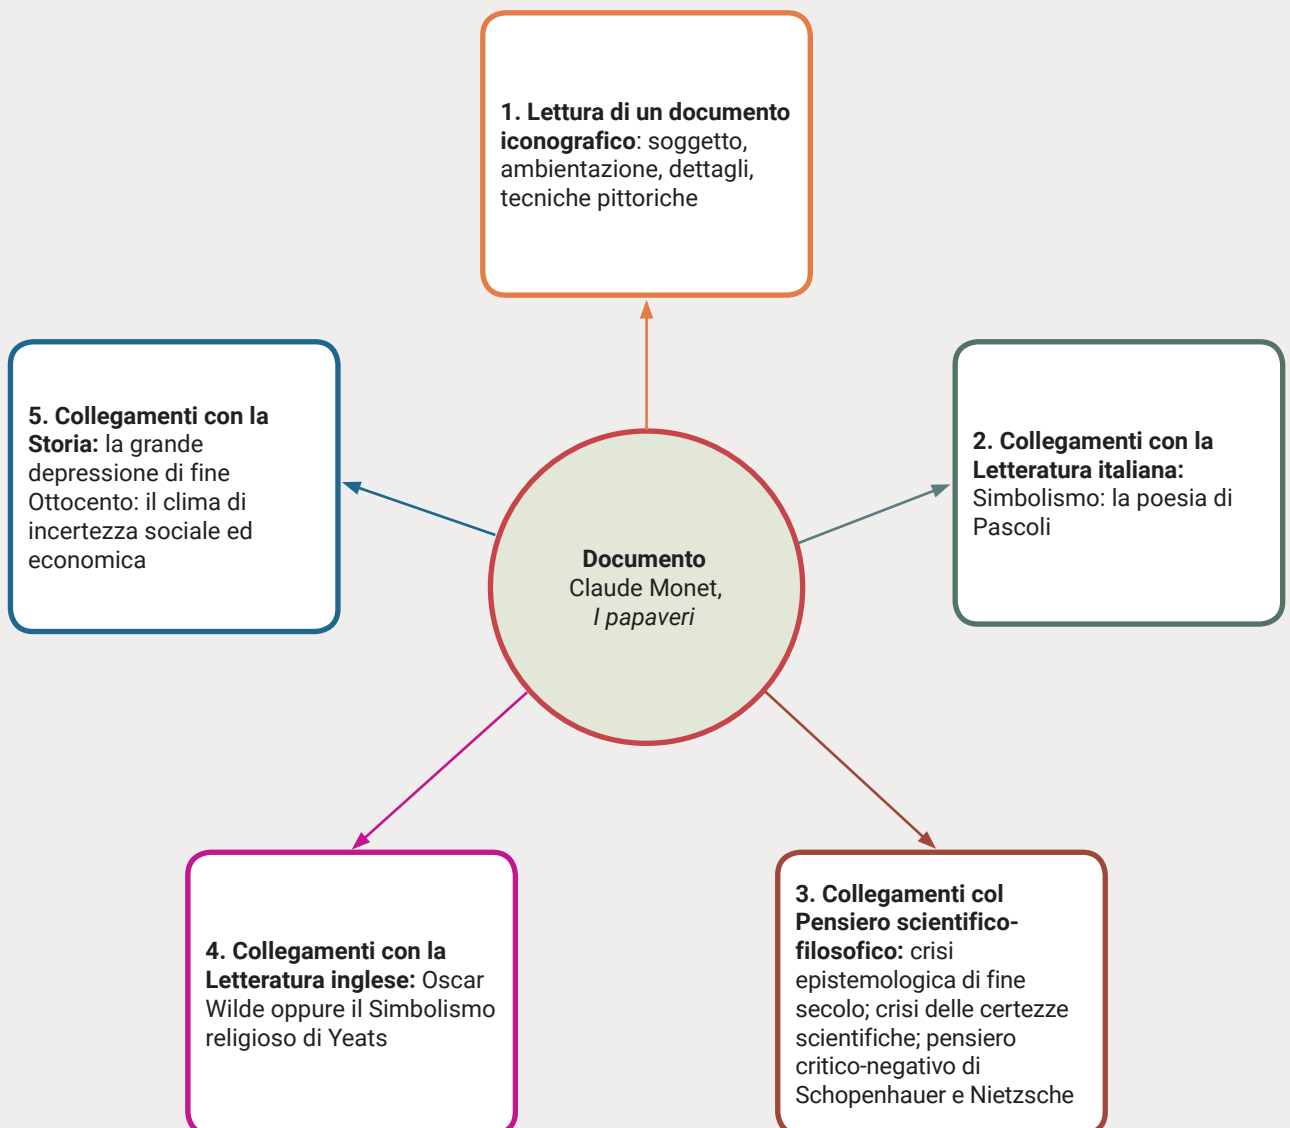 1. Lettura di un documento
iconografico: soggetto,
ambientazione, dettagli,
tecniche pittoriche
5. Collegamenti con la
Storia: la grande
depressione di fine
Ottocento: il clima di
incertezza sociale ed
economica
2. Collegamenti con la
Letteratura italiana:
Simbolismo: la poesia di
Pascoli
Documento
Claude Monet,
I papaveri
4. Collegamenti con la
Letteratura inglese: Oscar
Wilde oppure il Simbolismo
religioso di Yeats
3. Collegamenti col
Pensiero scientifico-
filosofico: crisi
epistemologica di fine
secolo; crisi delle certezze
scientifiche; pensiero
critico-negativo di
Schopenhauer e Nietzsche